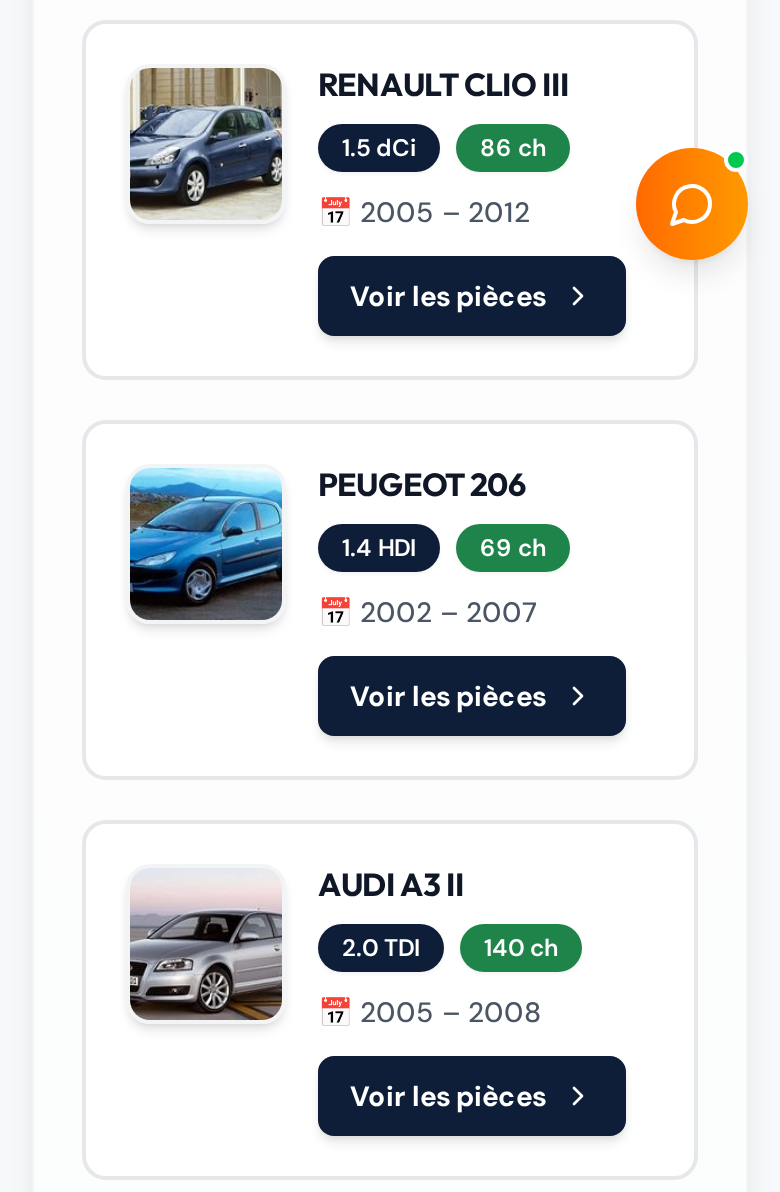 RENAULT CLIO III
1.5 dCi 86 ch
📅 2005 – 2012
Voir les pièces
PEUGEOT 206
1.4 HDI 69 ch
📅 2002 – 2007
Voir les pièces
AUDI A3 II
2.0 TDI 140 ch
📅 2005 – 2008
Voir les pièces